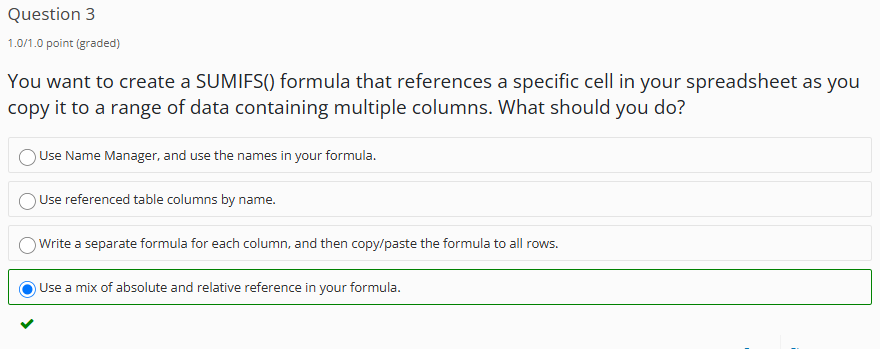 Question 3
1.0/1.0 point (graded)
You want to create a SUMIFS() formula that references a specific cell in your spreadsheet as you
copy it to a range of data containing multiple columns. What should you do?
Use Name Manager, and use the names in your formula.
Use referenced table columns by name.
Write a separate formula for each column, and then copy/paste the formula to all rows.
Use a mix of absolute and relative reference in your formula.